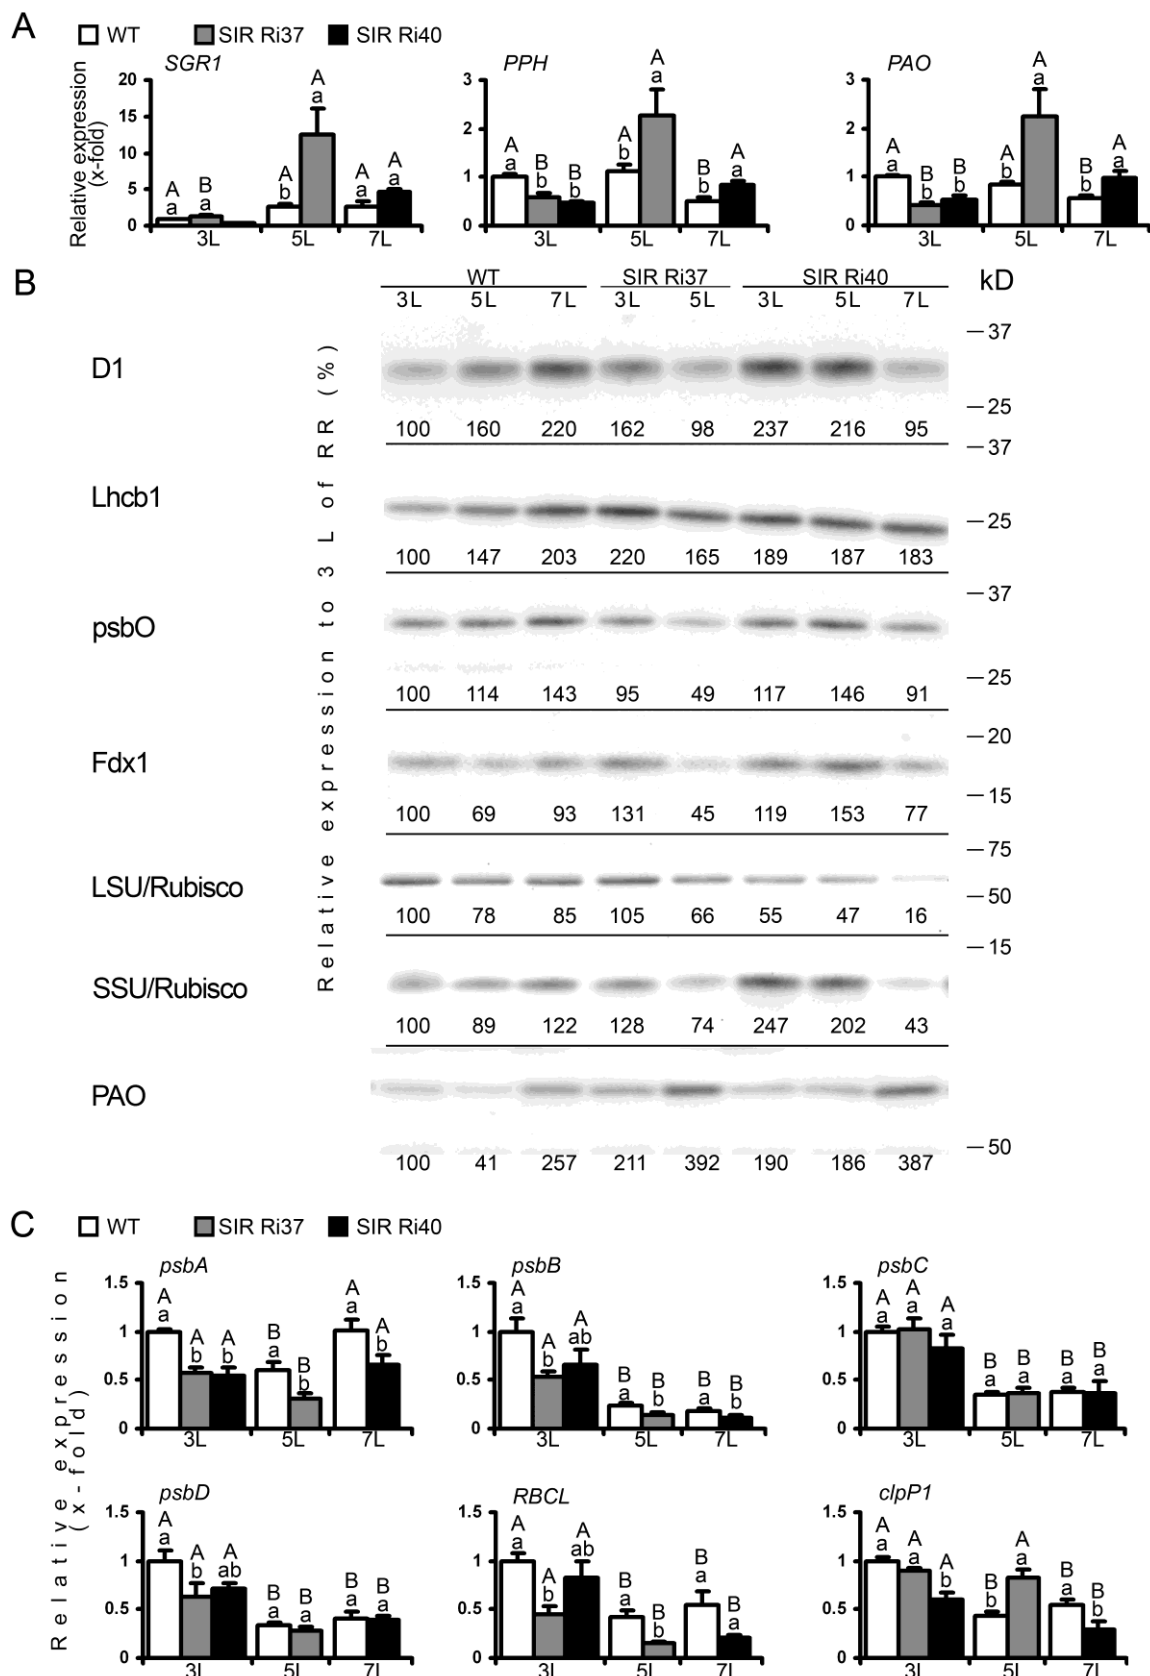 A
WT SIR Ri37 SIR Ri40
SGR1 PPH PAO
Relative expression
(x-fold)
20 15 10 5 0
A a B a A b A a A a A a
3L 5L 7L
3 2 1 0
A a B b B b A b A a B b A a
3L 5L 7L
3 2 1 0
A a B b B b A b A a B b A a
3L 5L 7L
B
WT SIR Ri37 SIR Ri40 kD
3L 5L 7L 3L 5L 3L 5L 7L
Relative expression to 3 L of RR (%)
D1
37
25
100 160 220 162 98 237 216 95
37
Lhcb1
25
100 147 203 220 165 189 187 183
37
psbO
25
100 114 143 95 49 117 146 91
20
Fdx1
15
100 69 93 131 45 119 153 77
75
LSU/Rubisco
50
100 78 85 105 66 55 47 16
15
SSU/Rubisco
100 89 122 128 74 247 202 43
PAO
50
100 41 257 211 392 190 186 387
C
WT SIR Ri37 SIR Ri40
Relative expression
(x-fold)
psbA psbB psbC
1.5 1 0.5 0
A a A b A b B a B b A a A b
3L 5L 7L
1.5 1 0.5 0
A a A b A ab B a B b B a B b
3L 5L 7L
1.5 1 0.5 0
A a A a A a B a B a B a B a
3L 5L 7L
psbD RBCL clpP1
1.5 1 0.5 0
A a A b A ab B a B a B a B a
3L 5L 7L
1.5 1 0.5 0
A a A b A ab B a B b B a B a
3L 5L 7L
1.5 1 0.5 0
A a A a A b B b A a B a B b
3L 5L 7L